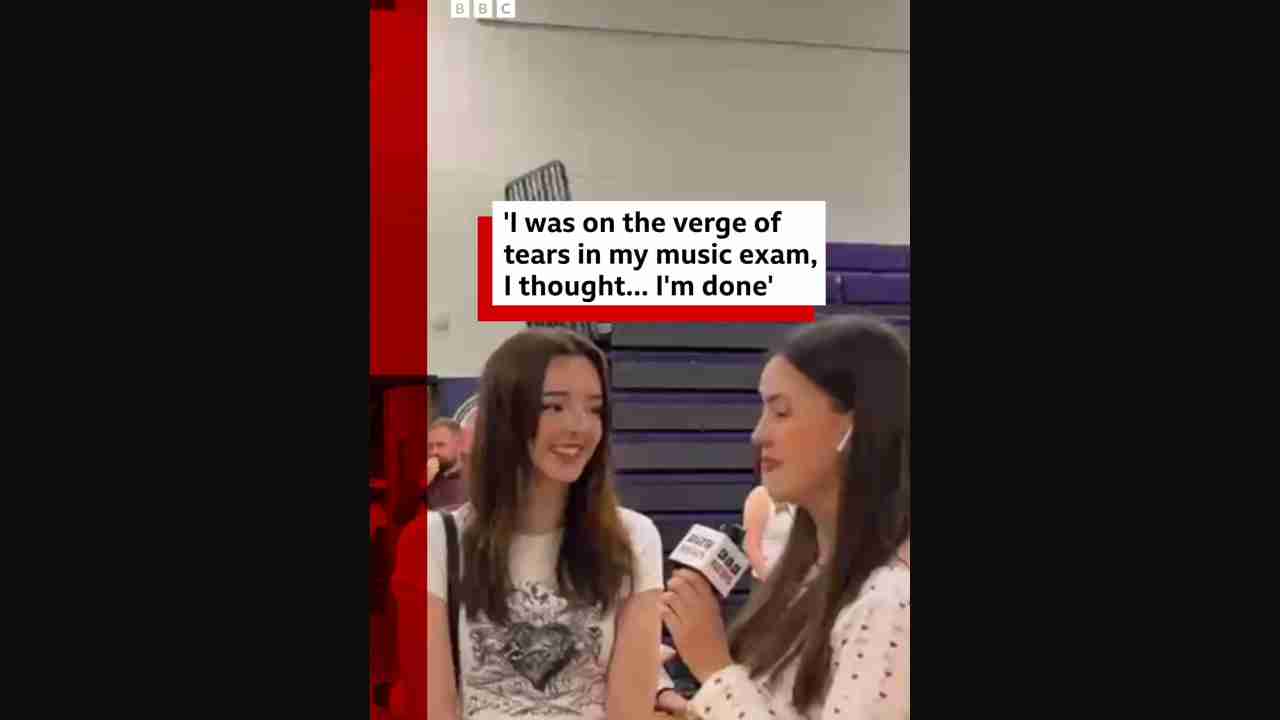 BBC
'I was on the verge of
tears in my music exam,
I thought... I'm done'